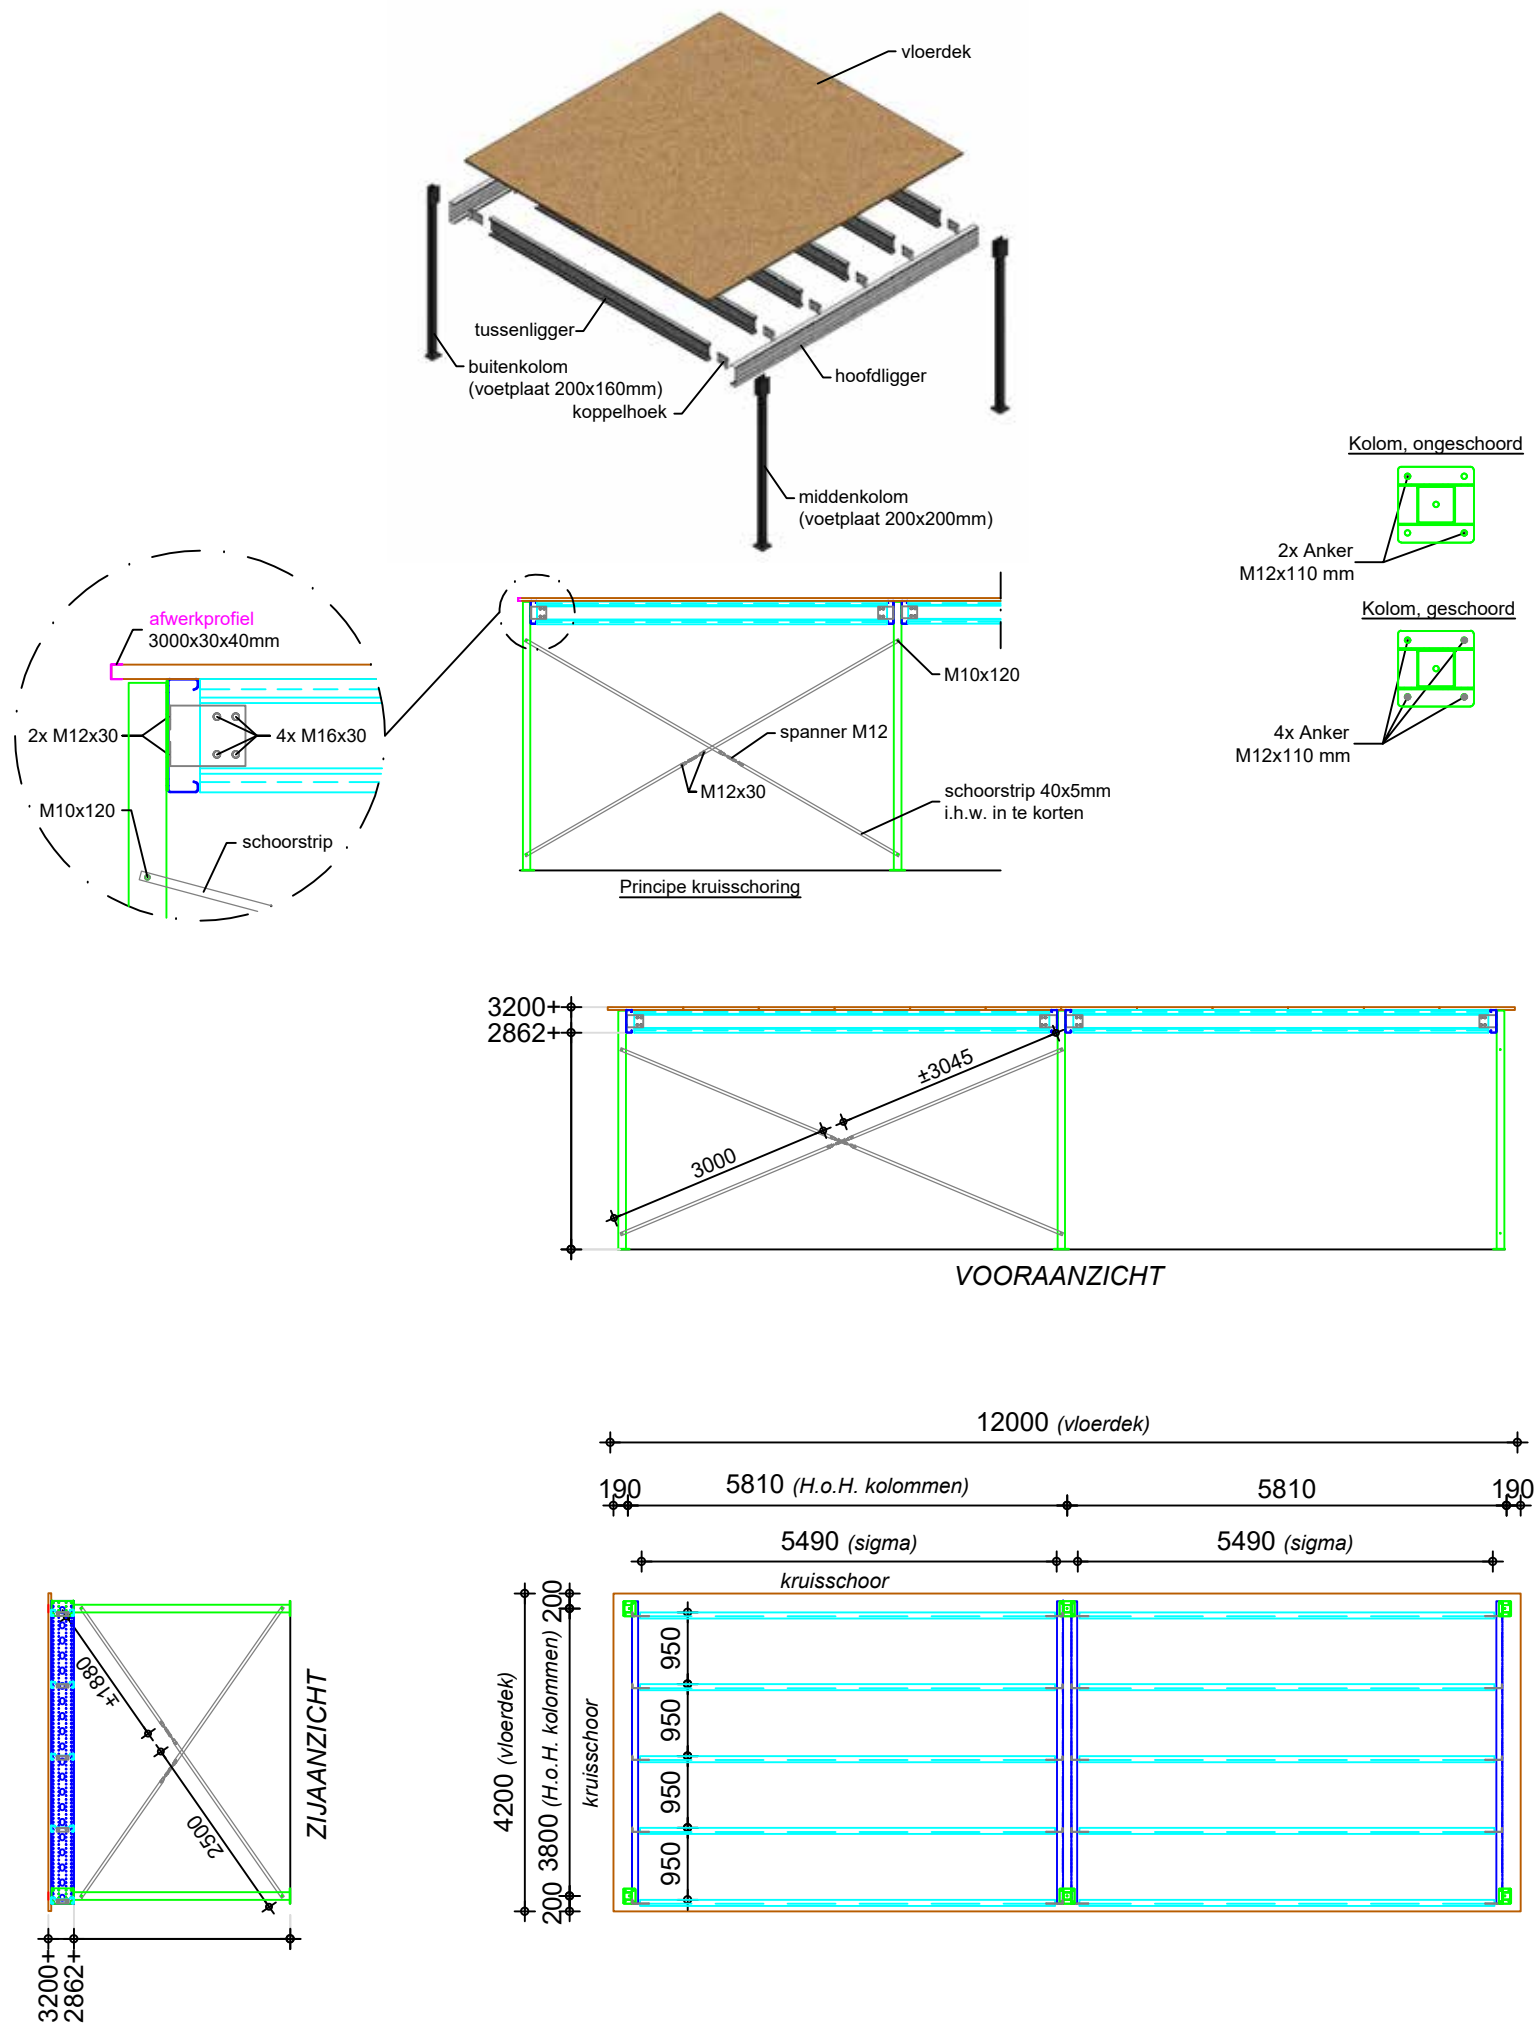 vloerdek
tussenligger
buitenkolom
(voetplaat 200x160mm)
koppelhoek
hoofdligger
middenkolom
(voetplaat 200x200mm)
Kolom, ongeschoord
2x Anker
M12x110 mm
Kolom, geschoord
4x Anker
M12x110 mm
afwerkprofiel
3000x30x40mm
2x M12x30
4x M16x30
M10x120
schoorstrip
M10x120
spanner M12
M12x30
schoorstrip 40x5mm
i.h.w. in te korten
Principe kruisschoring
3200+
2862+
±3045
3000
VOORAANZICHT
12000 (vloerdek)
190
5810 (H.o.H. kolommen)
5810
190
5490 (sigma)
5490 (sigma)
kruisschoor
4200 (vloerdek)
200
3800 (H.o.H. kolommen)
200
kruisschoor
950
950
950
950
±1880
2500
ZIJAANZICHT
3200+
2862+